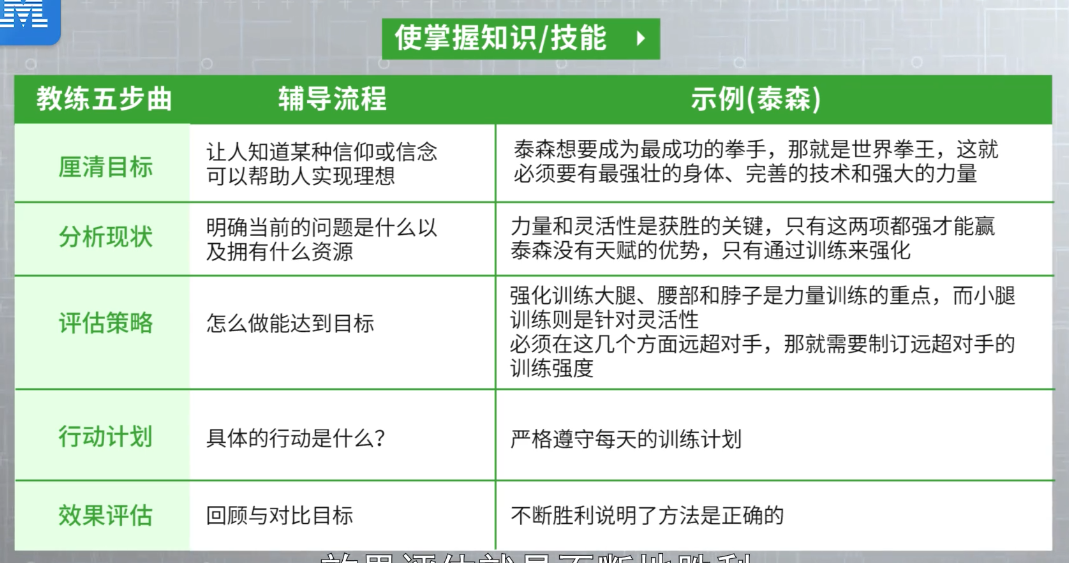 M
使掌握知识/技能
教练五步曲 辅导流程 示例(泰森)
厘清目标
让人知道某种信仰或信念
可以帮助人实现理想
泰森想要成为最成功的拳手，那就是世界拳王，这就
必须要有最强壮的身体、完善的技术和强大的力量
分析现状
明确当前的问题是什么以
及拥有什么资源
力量和灵活性是获胜的关键，只有这两项都强才能赢
泰森没有天赋的优势，只有通过训练来强化
评估策略
怎么做能达到目标
强化训练大腿、腰部和脖子是力量训练的重点，而小腿
训练则是针对灵活性
必须在这几个方面远超对手，那就需要制订远超对手的
训练强度
行动计划
具体的行动是什么？
严格遵守每天的训练计划
效果评估
回顾与对比目标
不断胜利说明了方法是正确的
效果评估就是不断地胜利